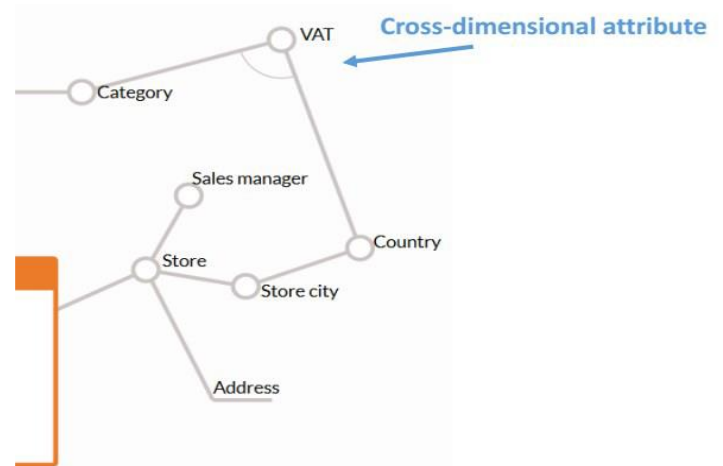 Cross-dimensional attribute
VAT
Category
Sales manager
Country
Store
Store city
Address